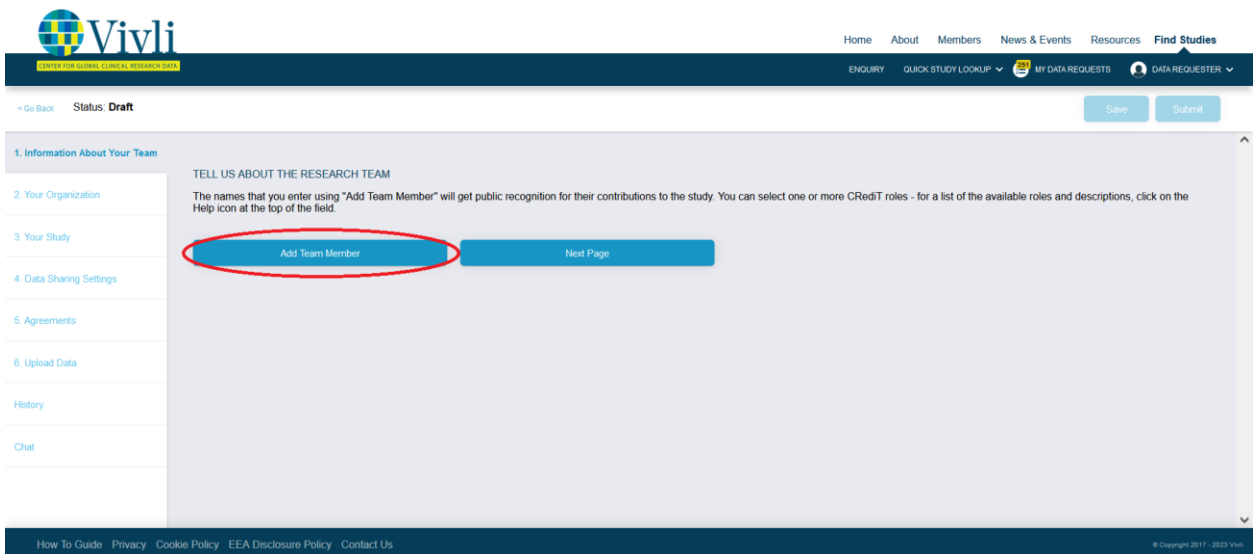 Vivli
CENTER FOR GLOBAL CLINICAL RESEARCH DATA
Home About Members News & Events Resources Find Studies
ENQUIRY QUICK STUDY LOOKUP 251 MY DATA REQUESTS DATA REQUESTER
< Go Back Status: Draft Save Submit
1. Information About Your Team
2. Your Organization
3. Your Study
4. Data Sharing Settings
5. Agreements
6. Upload Data
History
Chat
TELL US ABOUT THE RESEARCH TEAM
The names that you enter using "Add Team Member" will get public recognition for their contributions to the study. You can select one or more CRediT roles - for a list of the available roles and descriptions, click on the
Help icon at the top of the field.
Add Team Member Next Page
How To Guide Privacy Cookie Policy EEA Disclosure Policy Contact Us © Copyright 2017 - 2023 Vivli